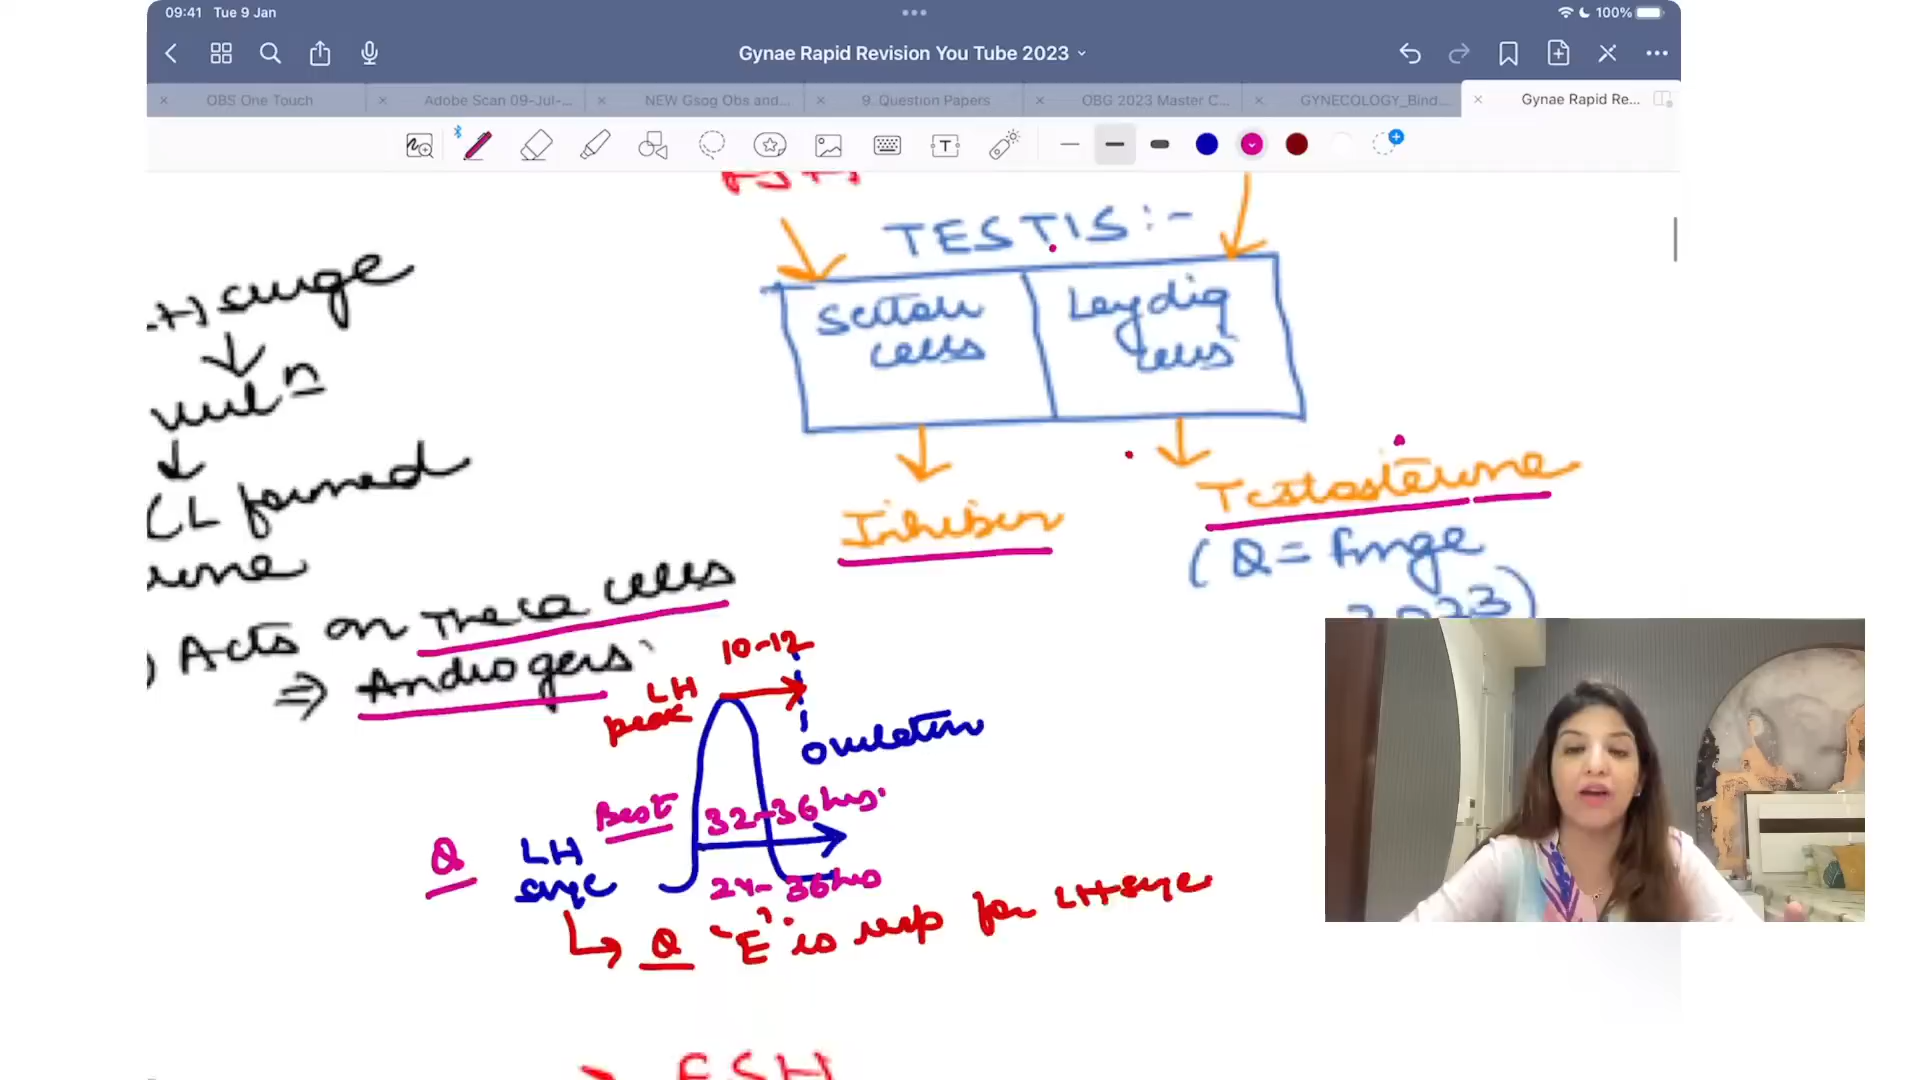 09:41 Tue 9 Jan
100%
Gynae Rapid Revision You Tube 2023
OBS One Touch
Adobe Scan 09-Jul-...
NEW Gsog Obs and...
9. Question Papers
OBG 2023 Master C...
GYNECOLOGY_Bind...
Gynae Rapid Re...
TESTIS:-
LH surge
Sertoli cells
Leydig cells
CL formed
Inhibin
Testosterone
(Q= fmge
2023)
) Acts on Theca cells
⇒ Androgens
10-12
LH
peak
Ovulation
Best 32-36 hrs.
Q LH
surge
24-36 hrs
Q "E" is resp for LH surge
FSH